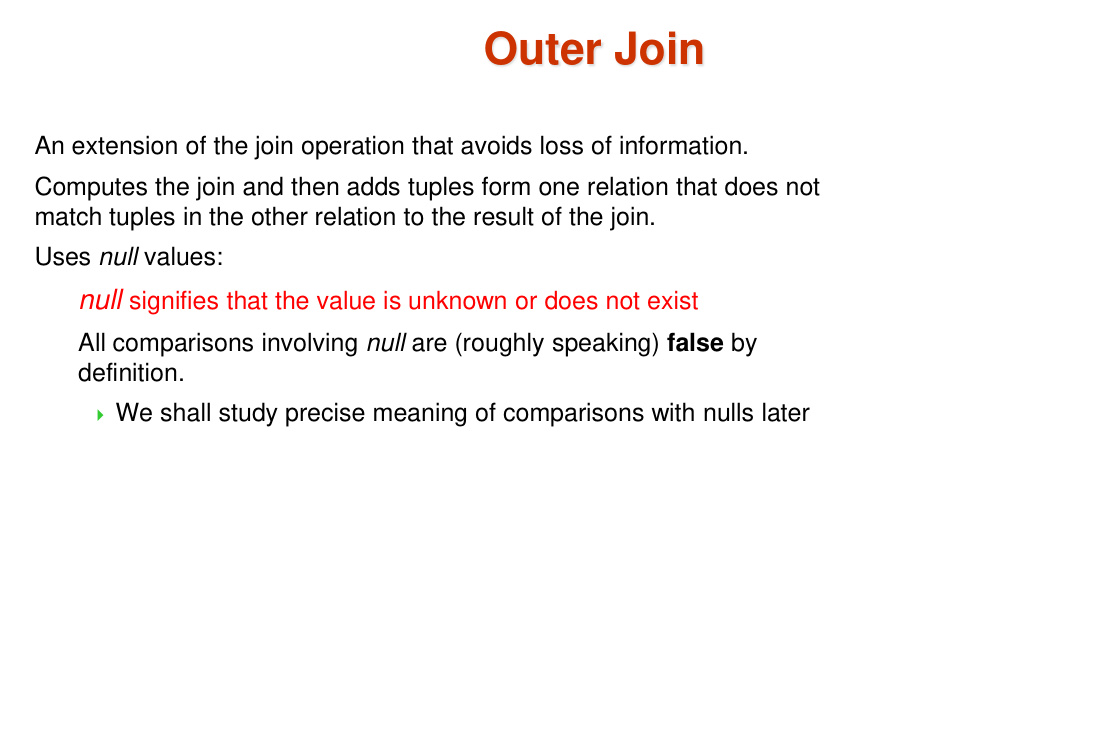 Outer Join
An extension of the join operation that avoids loss of information.
Computes the join and then adds tuples form one relation that does not
match tuples in the other relation to the result of the join.
Uses null values:
null signifies that the value is unknown or does not exist
All comparisons involving null are (roughly speaking) false by
definition.
We shall study precise meaning of comparisons with nulls later